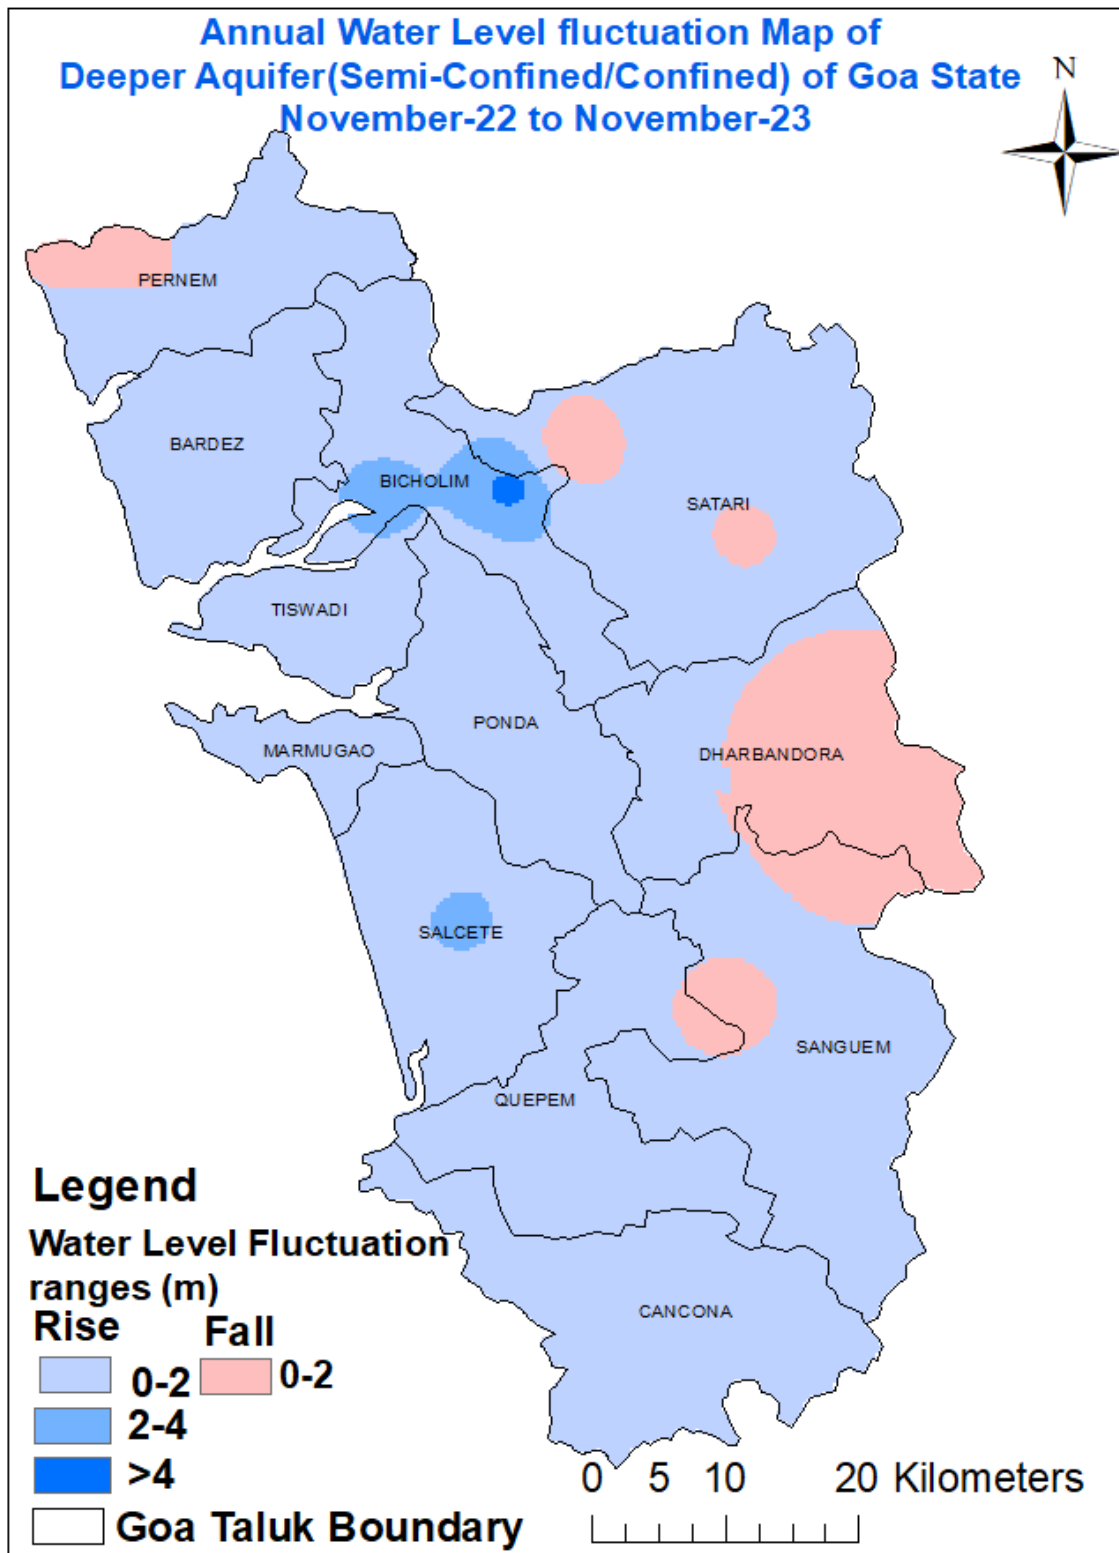 Annual Water Level fluctuation Map of
Deeper Aquifer(Semi-Confined/Confined) of Goa State
November-22 to November-23
N
PERNEM
BARDEZ
BICHOLIM
SATARI
TISWADI
PONDA
MARMUGAO
DHARBANDORA
SALCETE
SANGUEM
QUEPEM
CANCONA
Legend
Water Level Fluctuation
ranges (m)
Rise Fall
0-2 0-2
2-4
>4
Goa Taluk Boundary
0 5 10 20 Kilometers